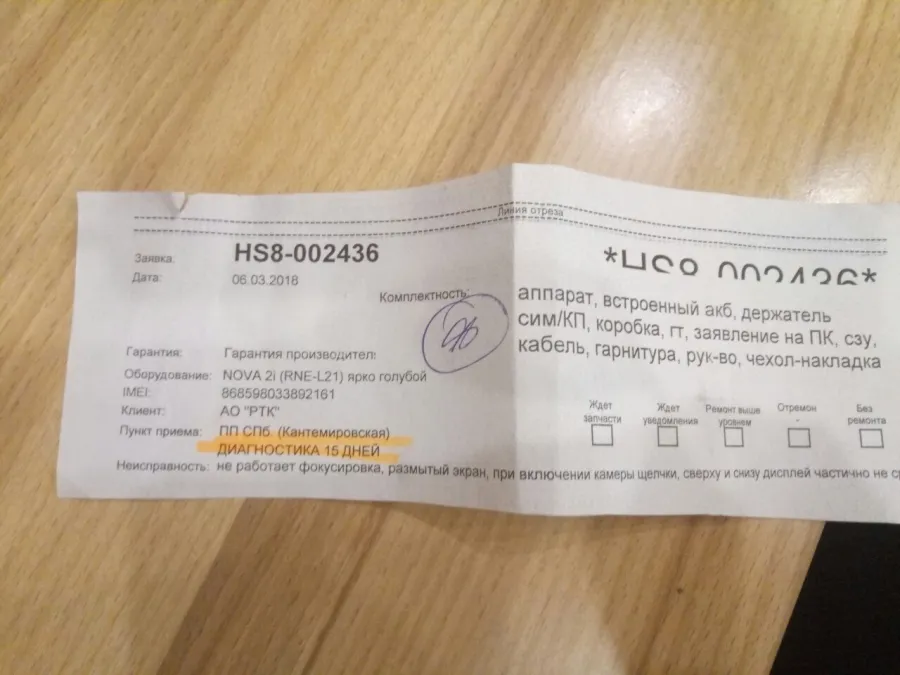 Линия отреза
Заявка: HS8-002436
Дата: 06.03.2018
Комплектность: аппарат, встроенный акб, держатель
сим/КП, коробка, гт, заявление на ПК, сзу,
кабель, гарнитура, рук-во, чехол-накладка
Гарантия: Гарантия производителя
Оборудование: NOVA 2i (RNE-L21) ярко голубой
IMEI: 868598033892161
Клиент: АО "РТК"
Пункт приема: ПП СПб. (Кантемировская)
ДИАГНОСТИКА 15 ДНЕЙ
Ждет запчасти
Ждет уведомления
Ремонт выше уровнем
Отремон -
Без ремонта
Неисправность: не работает фокусировка, размытый экран, при включении камеры щелчки, сверху и снизу дисплей частично не